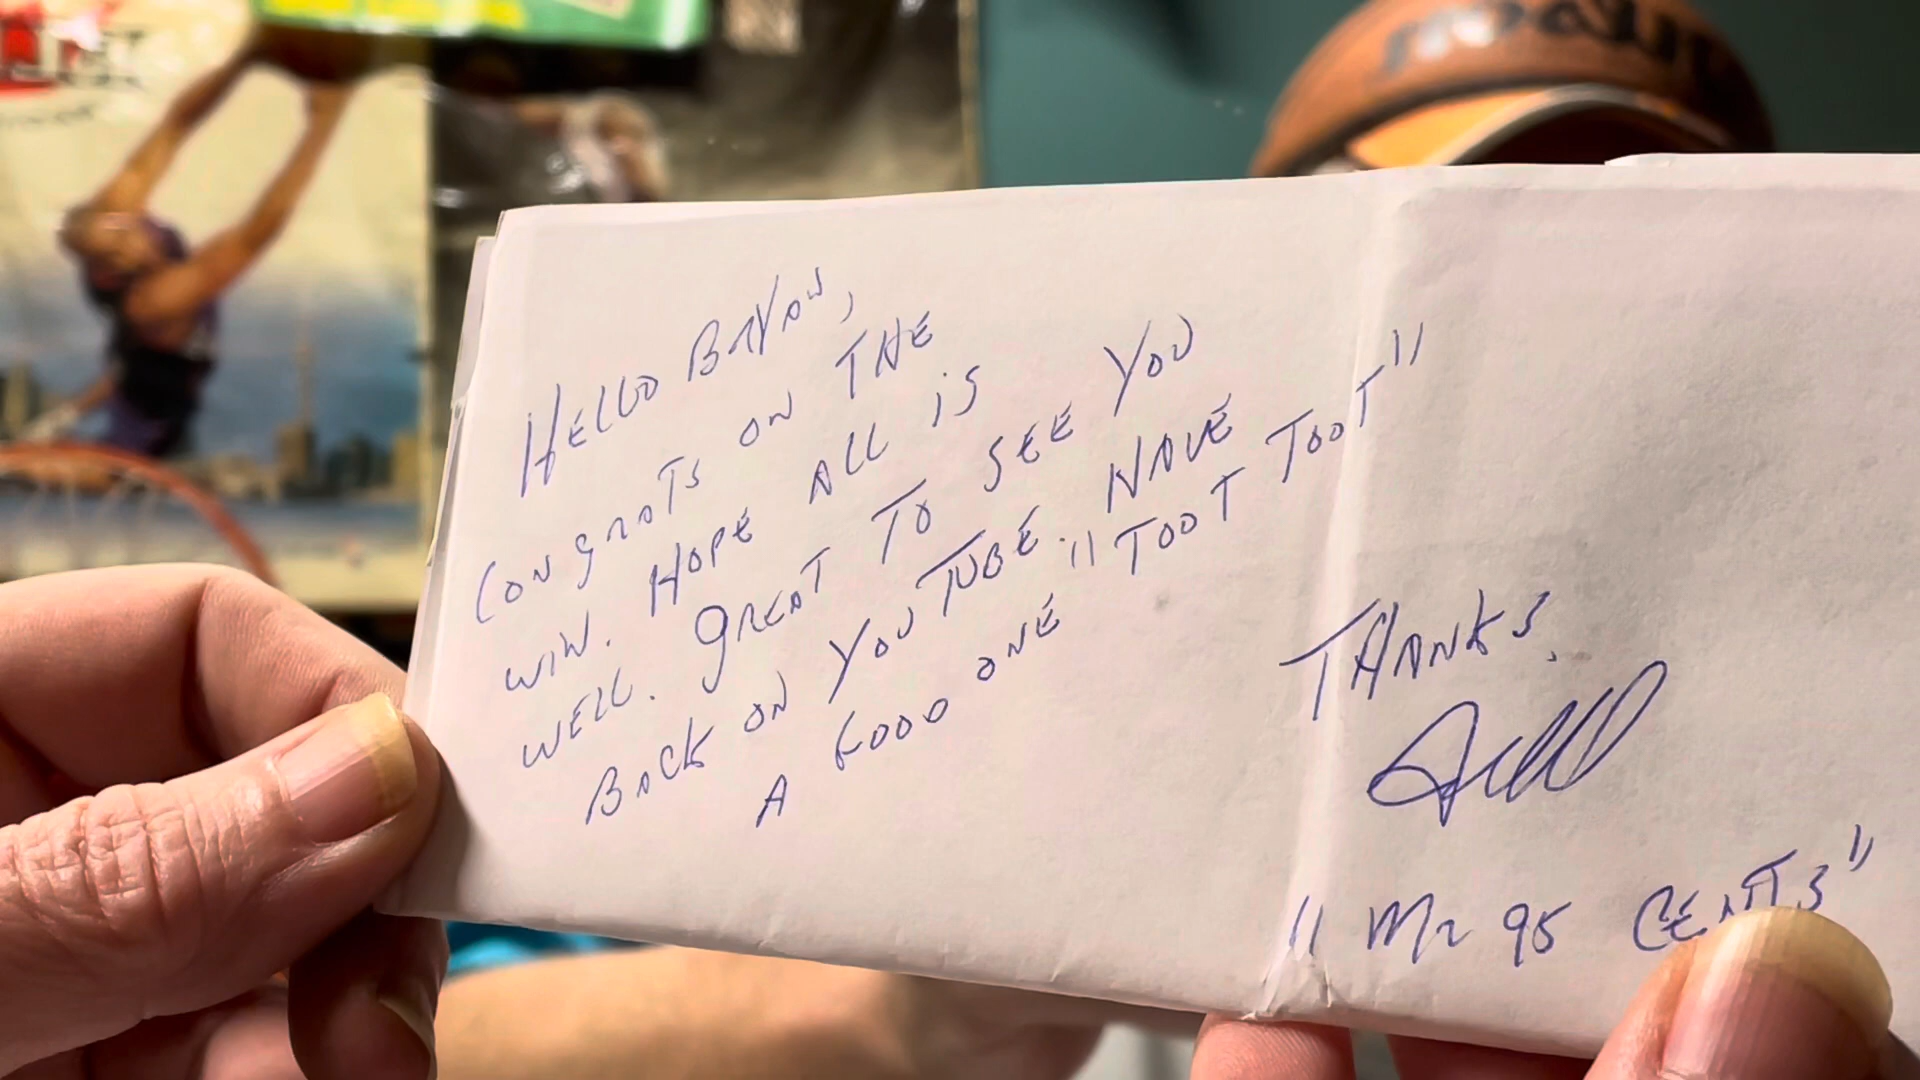 HELLO BRYAN,
CONGRATS ON THE
WIN. HOPE ALL IS
WELL. GREAT TO SEE YOU
BACK ON YOUTUBE. HAVE
A GOOD ONE "TOOT TOOT"
THANKS,
"MR 95 CENTS"